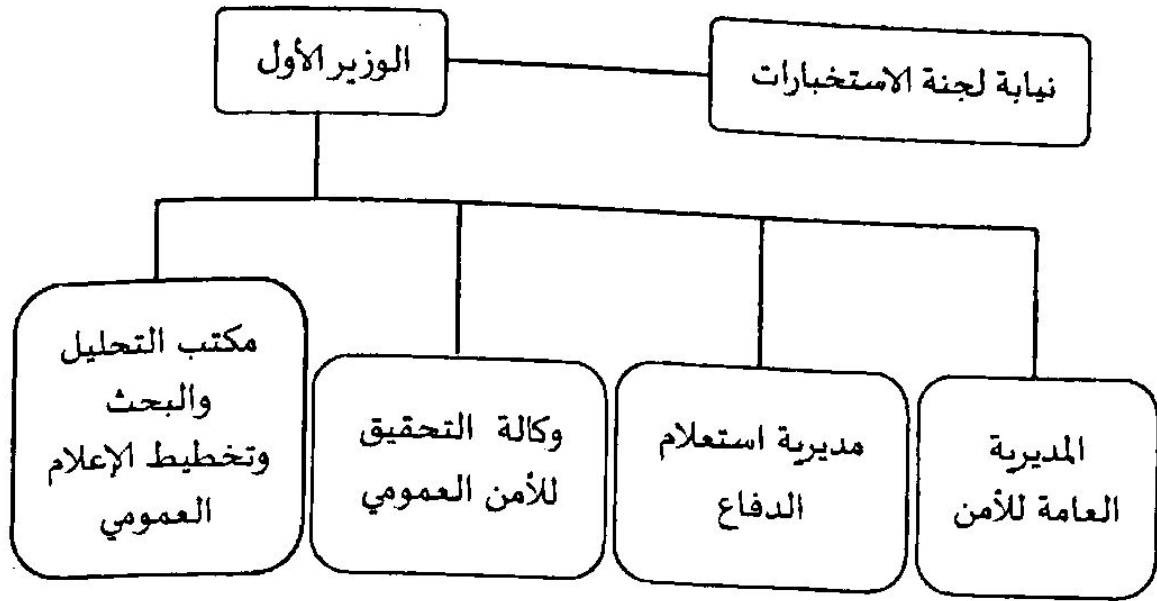 الوزير الأول
نيابة لجنة الاستخبارات
المديرية
العامة للأمن
مديرية استعلام
الدفاع
وكالة التحقيق
للأمن العمومي
مكتب التحليل
والبحث
وتخطيط الإعلام
العمومي